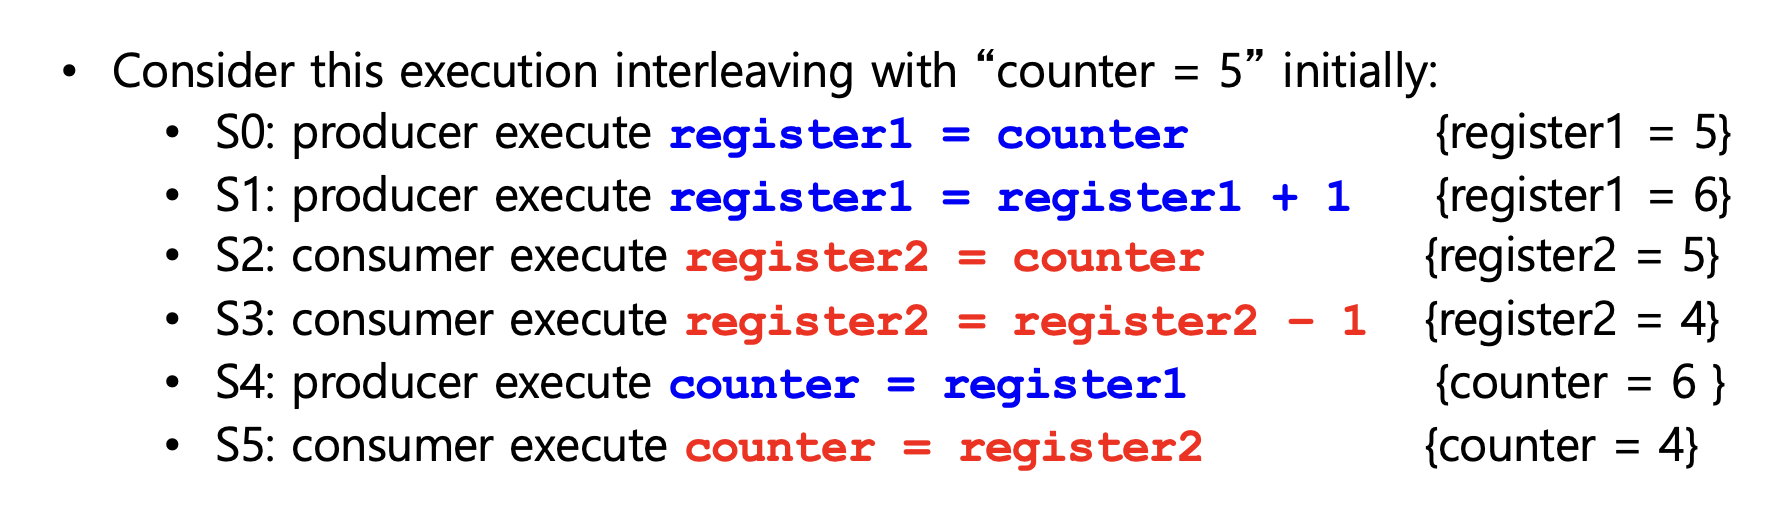 • Consider this execution interleaving with “counter = 5” initially:
• S0: producer execute register1 = counter {register1 = 5}
• S1: producer execute register1 = register1 + 1 {register1 = 6}
• S2: consumer execute register2 = counter {register2 = 5}
• S3: consumer execute register2 = register2 – 1 {register2 = 4}
• S4: producer execute counter = register1 {counter = 6 }
• S5: consumer execute counter = register2 {counter = 4}